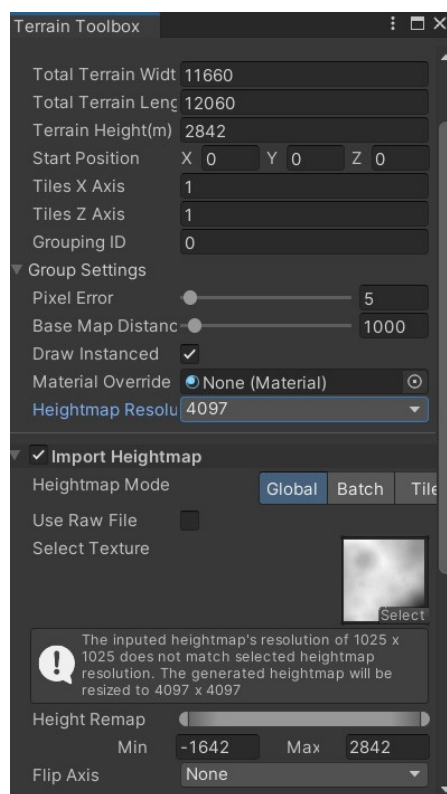 Terrain Toolbox
Total Terrain Widt 11660
Total Terrain Leng 12060
Terrain Height(m) 2842
Start Position X 0 Y 0 Z 0
Tiles X Axis 1
Tiles Z Axis 1
Grouping ID 0
Group Settings
Pixel Error 5
Base Map Distanc 1000
Draw Instanced
Material Override None (Material)
Heightmap Resolu 4097
Import Heightmap
Heightmap Mode Global Batch Tile
Use Raw File
Select Texture
Select
The inputed heightmap's resolution of 1025 x
1025 does not match selected heightmap
resolution. The generated heightmap will be
resized to 4097 x 4097
Height Remap
Min -1642 Max 2842
Flip Axis None